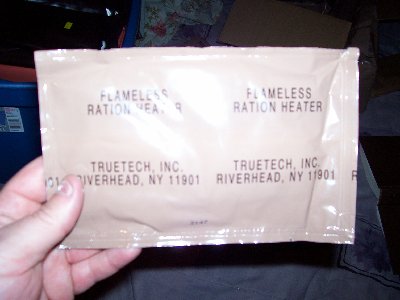 FLAMELESS FLAMELESS
RATION HEATER RATION HEATER
TRUETECH, INC. TRUETECH, INC.
RIVERHEAD, NY 11901 RIVERHEAD, NY 11901